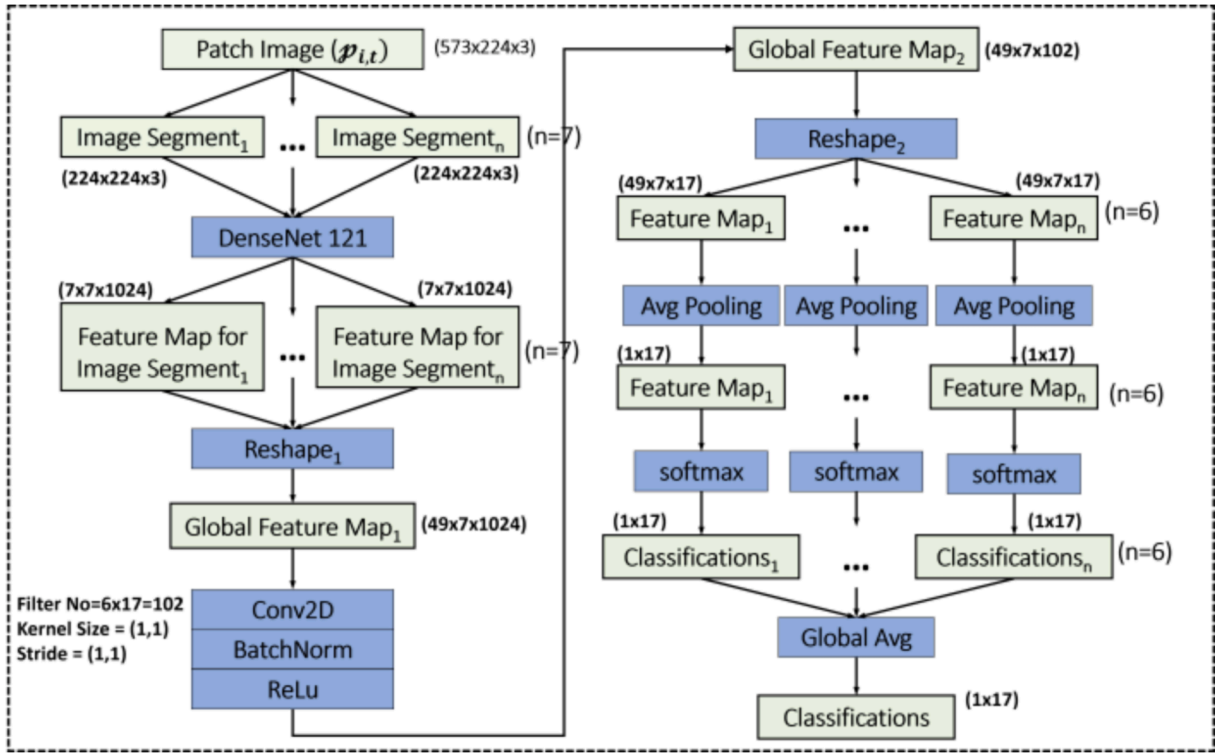 Patch Image (𝓅i,t) (573x224x3)
Image Segment1 ... Image Segmentn (n=7)
(224x224x3) (224x224x3)
DenseNet 121
(7x7x1024) (7x7x1024)
Feature Map for Feature Map for
Image Segment1 ... Image Segmentn (n=7)
Reshape1
Global Feature Map1 (49x7x1024)
Filter No=6x17=102
Kernel Size = (1,1)
Stride = (1,1)
Conv2D
BatchNorm
ReLu
Global Feature Map2 (49x7x102)
Reshape2
(49x7x17) (49x7x17)
Feature Map1 ... Feature Mapn (n=6)
Avg Pooling Avg Pooling Avg Pooling
(1x17) (1x17)
Feature Map1 ... Feature Mapn (n=6)
softmax softmax softmax
(1x17) (1x17)
Classifications1 ... Classificationsn (n=6)
Global Avg
(1x17)
Classifications